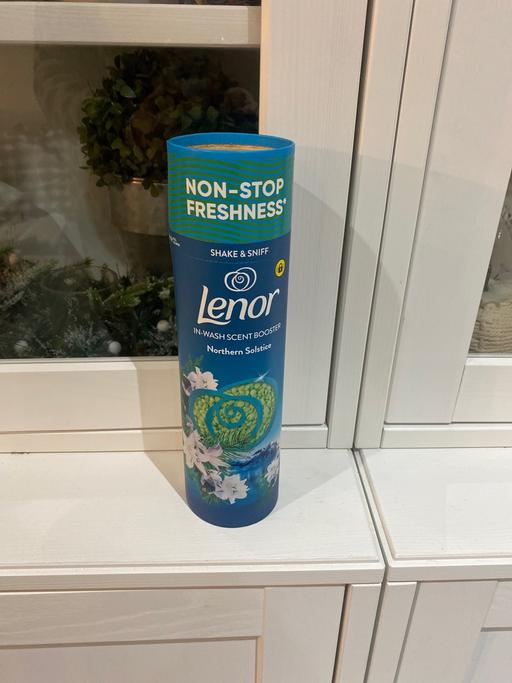 NON-STOP
FRESHNESS*
SHAKE & SNIFF
Lenor
IN-WASH SCENT BOOSTER
Northern Solstice